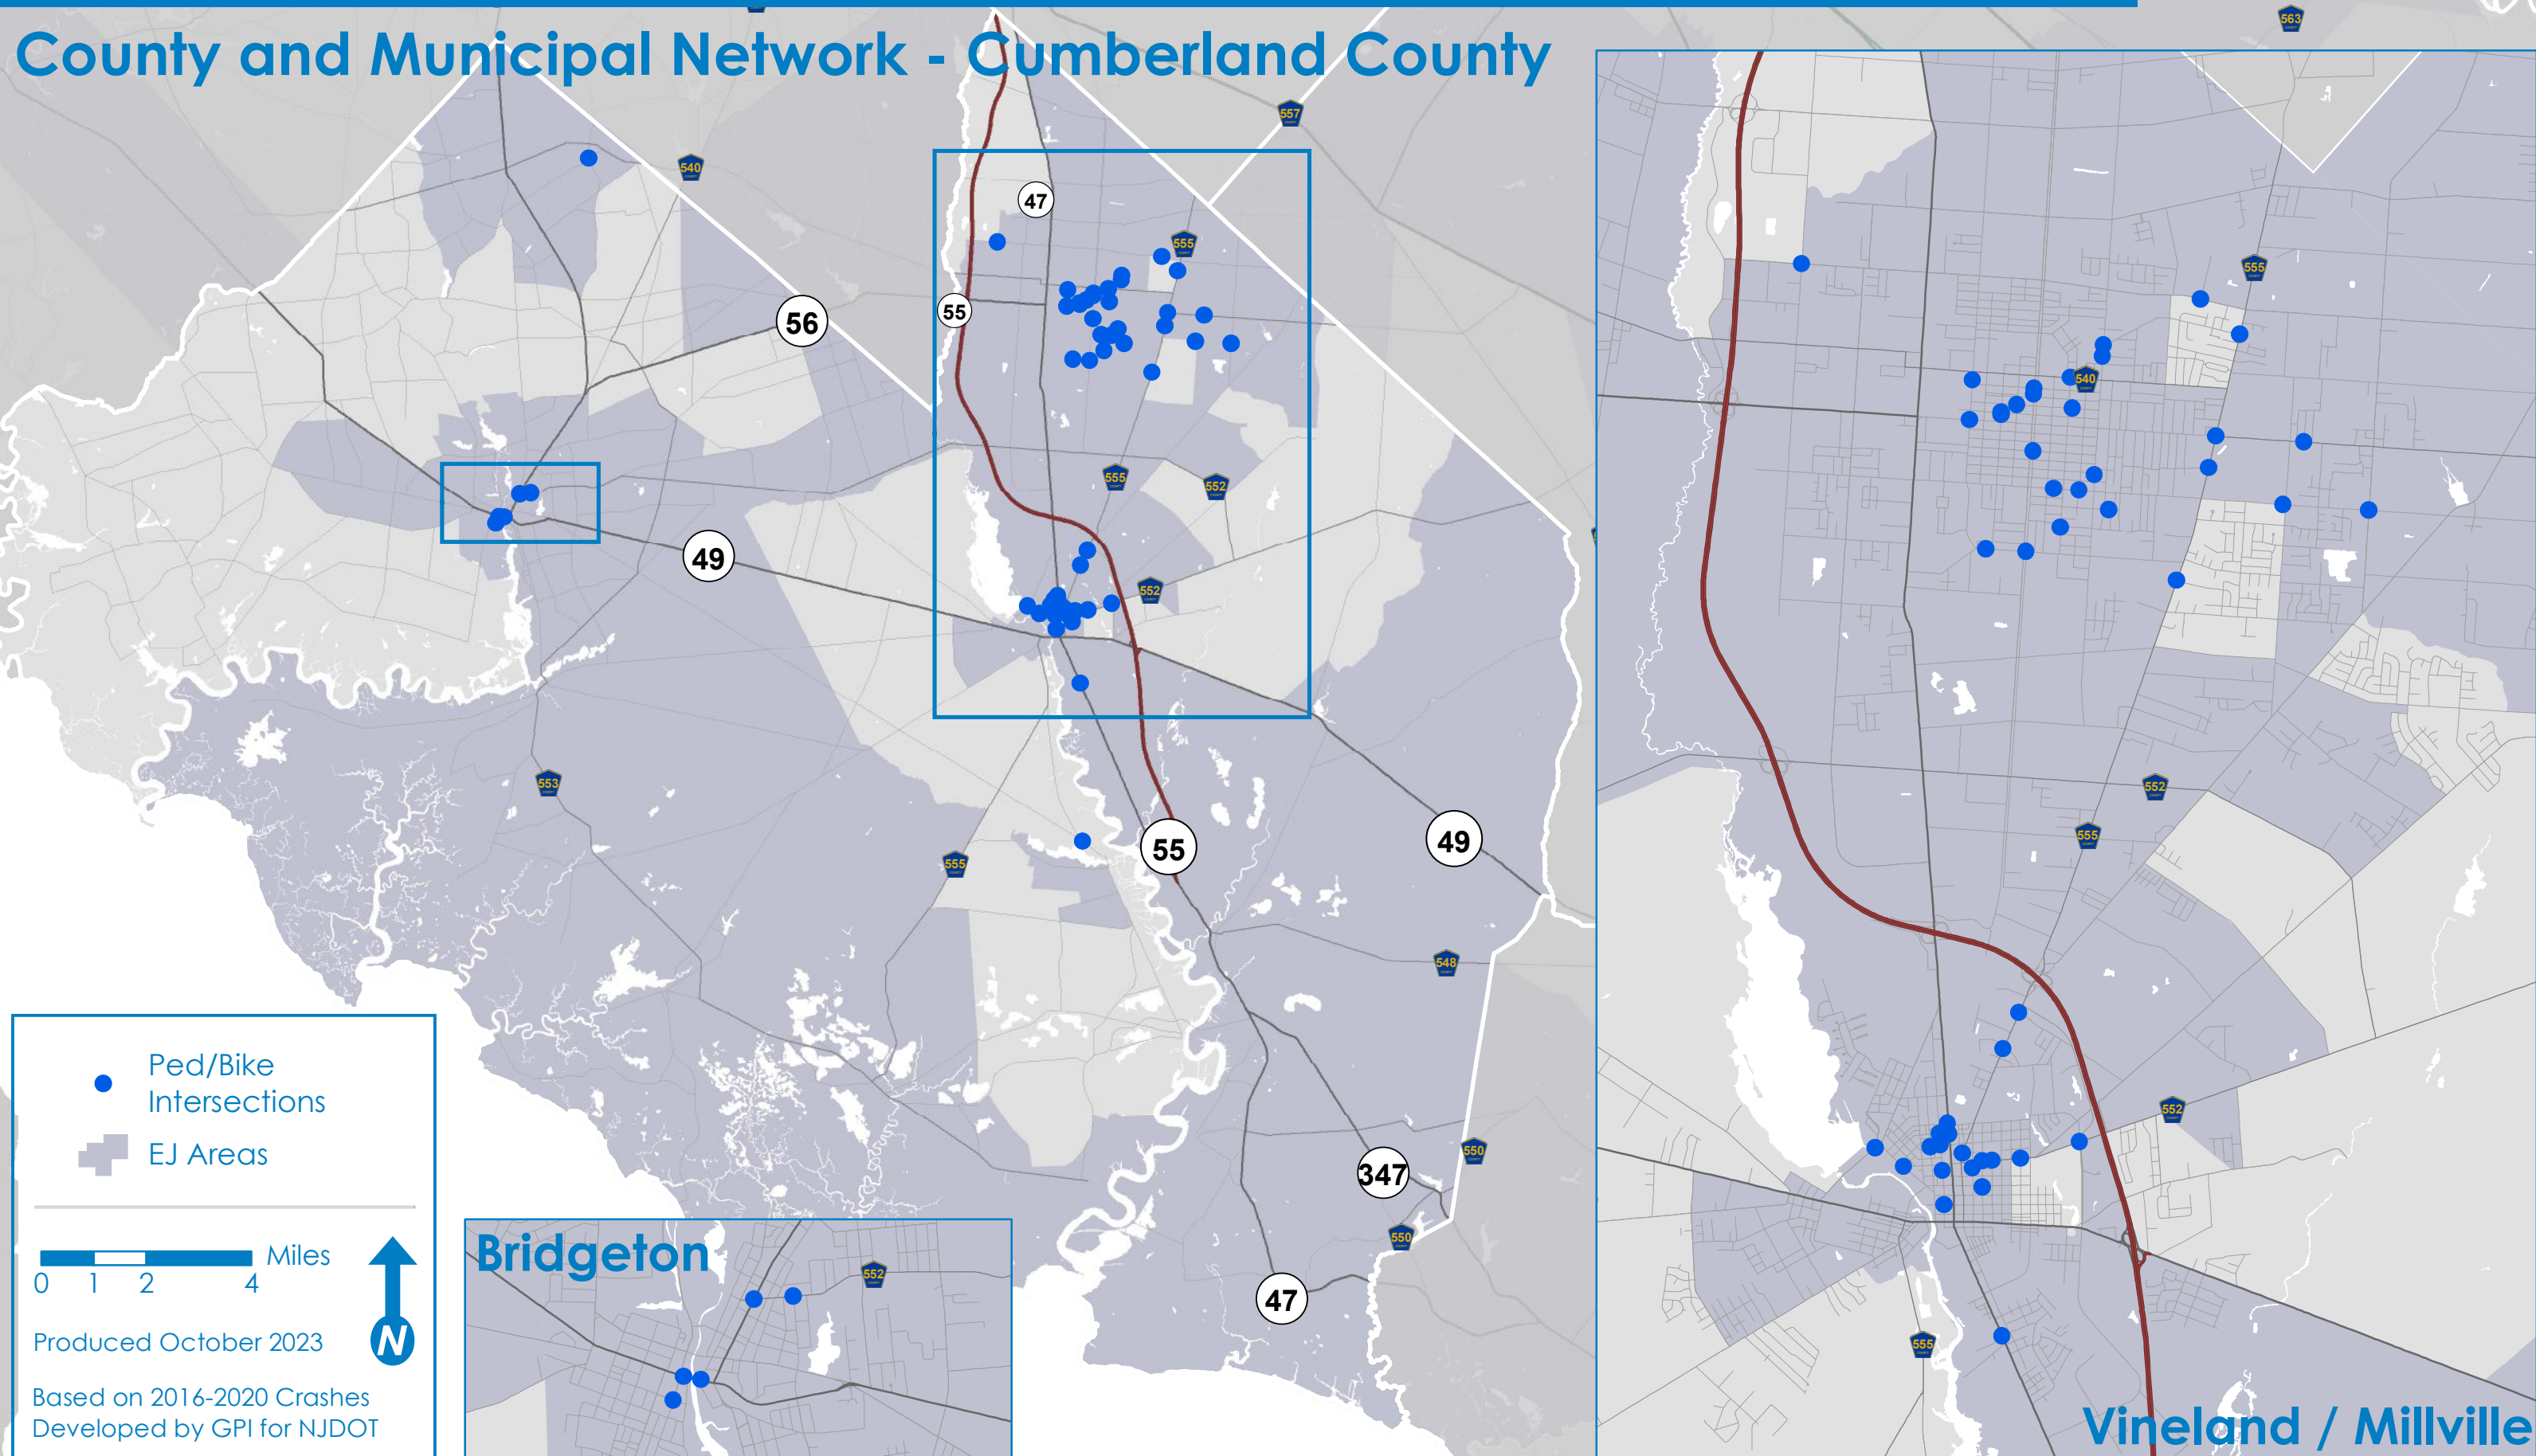 County and Municipal Network - Cumberland County
563
557
540
47
555
55
56
555
552
49
552
553
555
55
49
548
347
550
550
47
Ped/Bike
Intersections
EJ Areas
Miles
0 1 2 4
N
Produced October 2023
Based on 2016-2020 Crashes
Developed by GPI for NJDOT
Bridgeton
552
555
540
552
555
552
555
Vineland / Millville